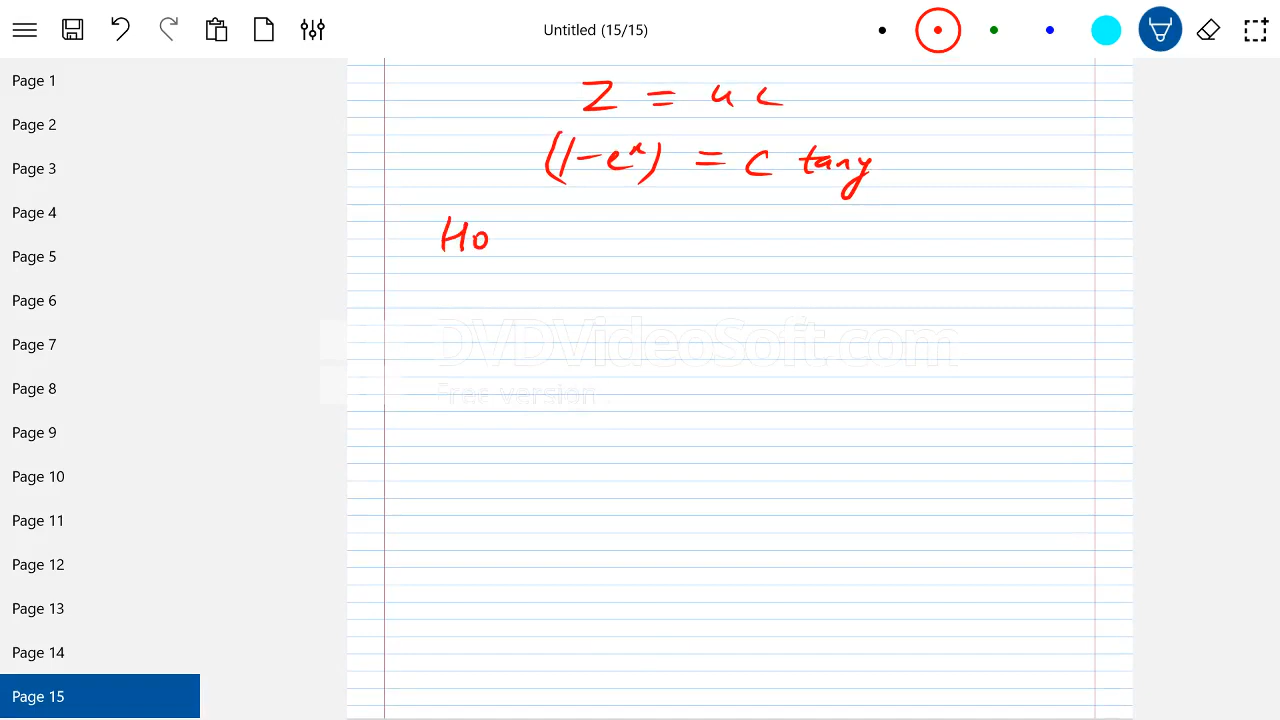 Untitled (15/15)
Page 1
Page 2
Page 3
Page 4
Page 5
Page 6
Page 7
Page 8
Page 9
Page 10
Page 11
Page 12
Page 13
Page 14
Page 15
Z = u c
(1-eˣ) = c tany
Ho
DVDVideoSoft.com
Free version .